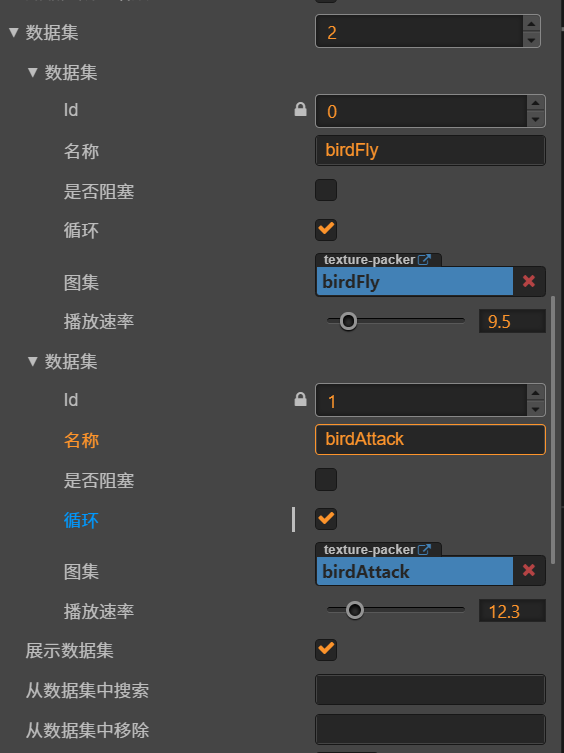 数据集 2
数据集
Id 0
名称 birdFly
是否阻塞
循环
texture-packer
图集 birdFly
播放速率 9.5
数据集
Id 1
名称 birdAttack
是否阻塞
循环
texture-packer
图集 birdAttack
播放速率 12.3
展示数据集
从数据集中搜索
从数据集中移除